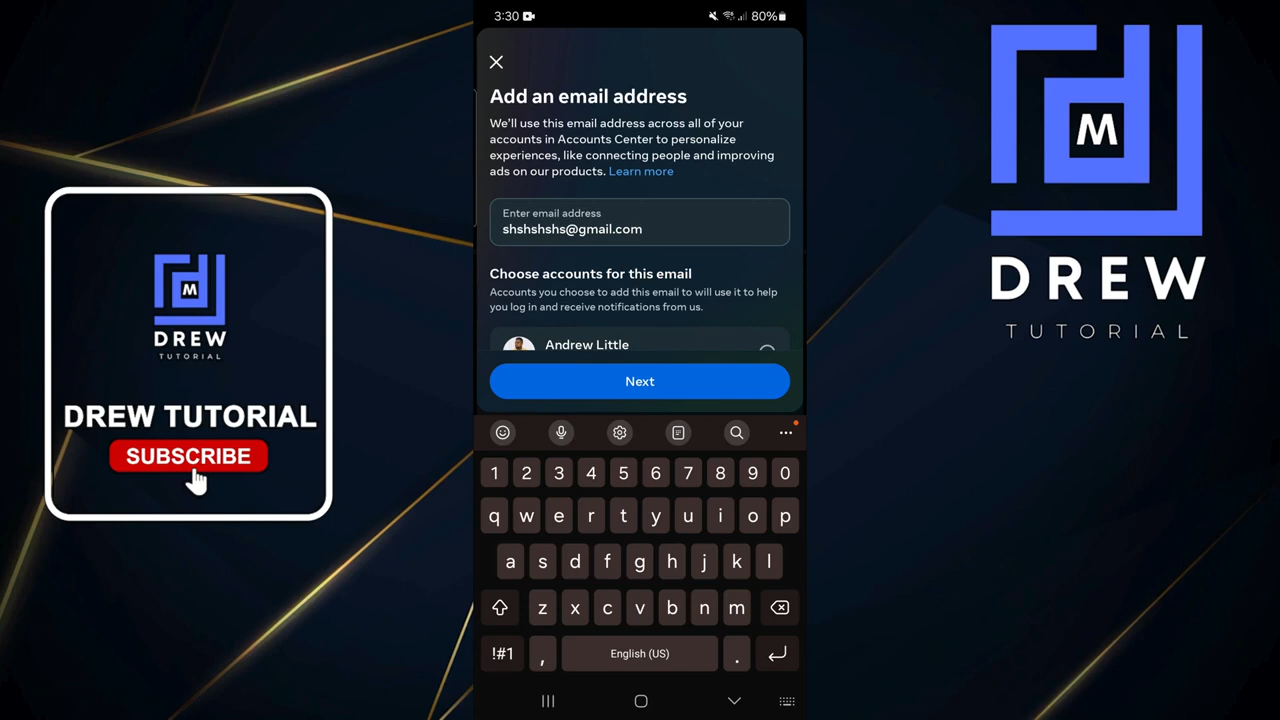 3:30
80%
Add an email address
We'll use this email address across all of your
accounts in Accounts Center to personalize
experiences, like connecting people and improving
ads on our products. Learn more
Enter email address
shshshshs@gmail.com
Choose accounts for this email
Accounts you choose to add this email to will use it to help
you log in and receive notifications from us.
Andrew Little
Next
1 2 3 4 5 6 7 8 9 0
q w e r t y u i o p
a s d f g h j k l
z x c v b n m
!#1 , English (US) .
M
DREW
TUTORIAL
DREW TUTORIAL
SUBSCRIBE
M
DREW
TUTORIAL